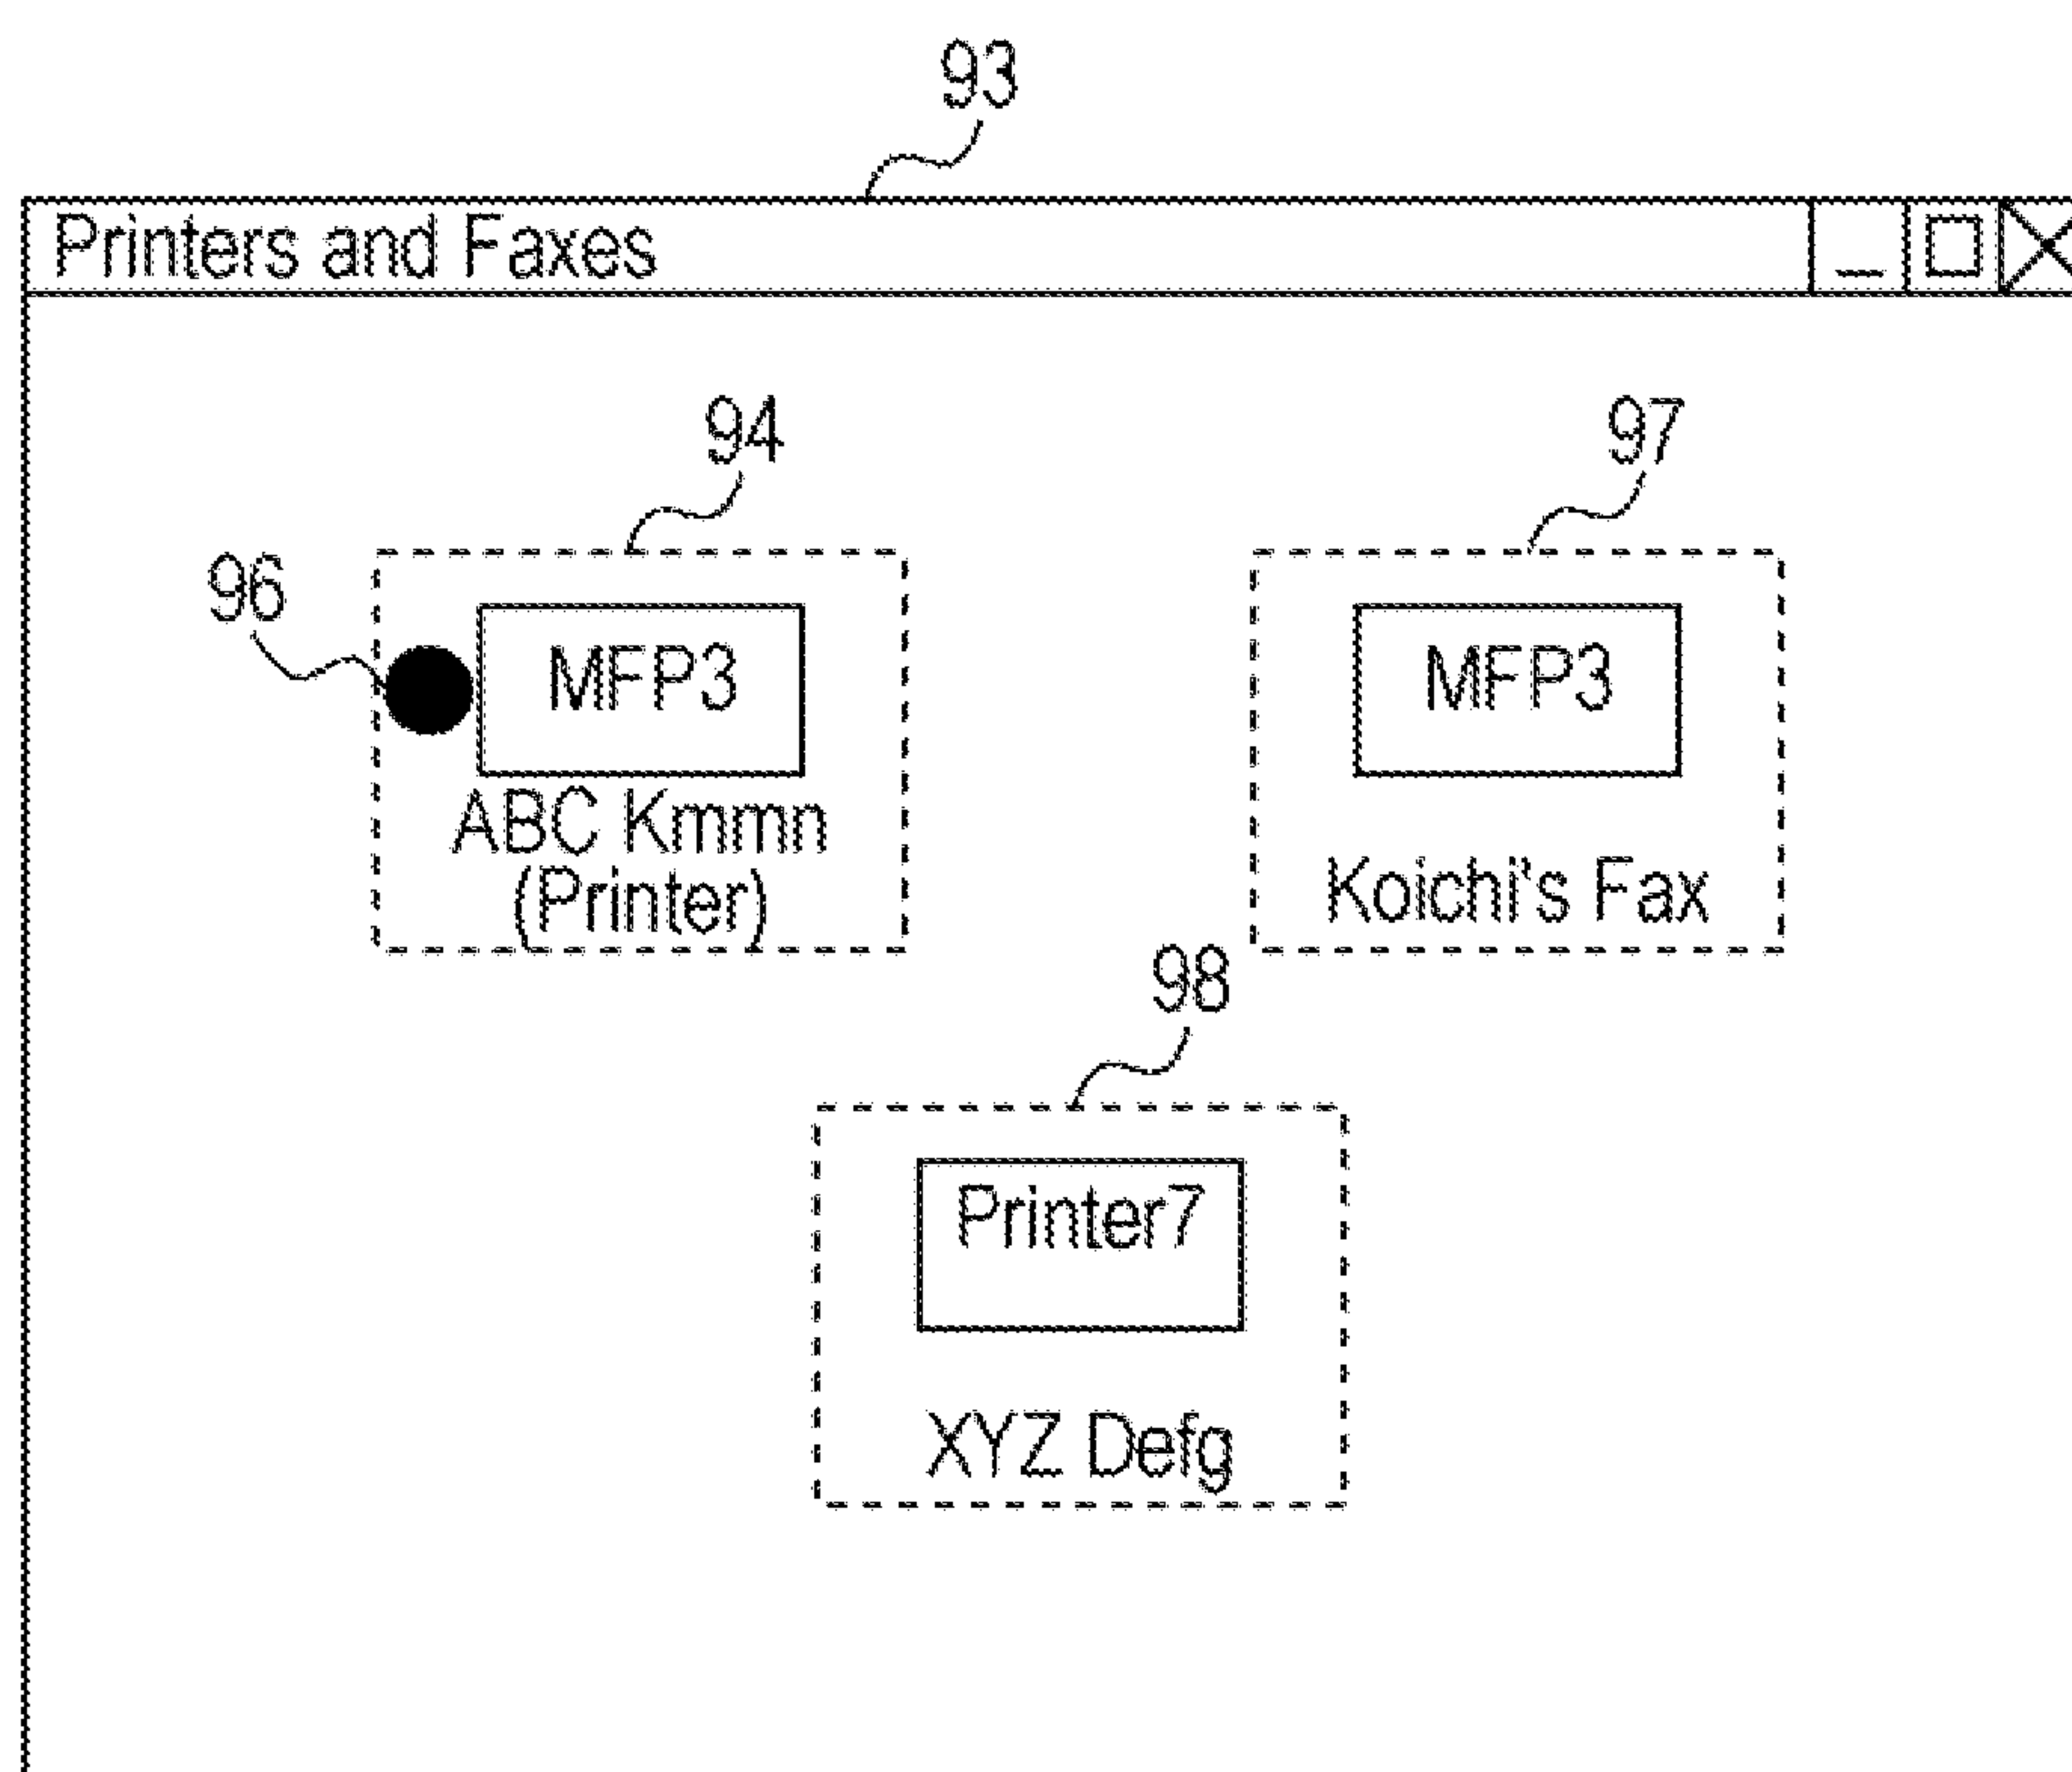 93
Printers and Faxes
94
97
96
MFP3
MFP3
ABC Kmmn
(Printer)
Koichi's Fax
98
Printer7
XYZ Defg